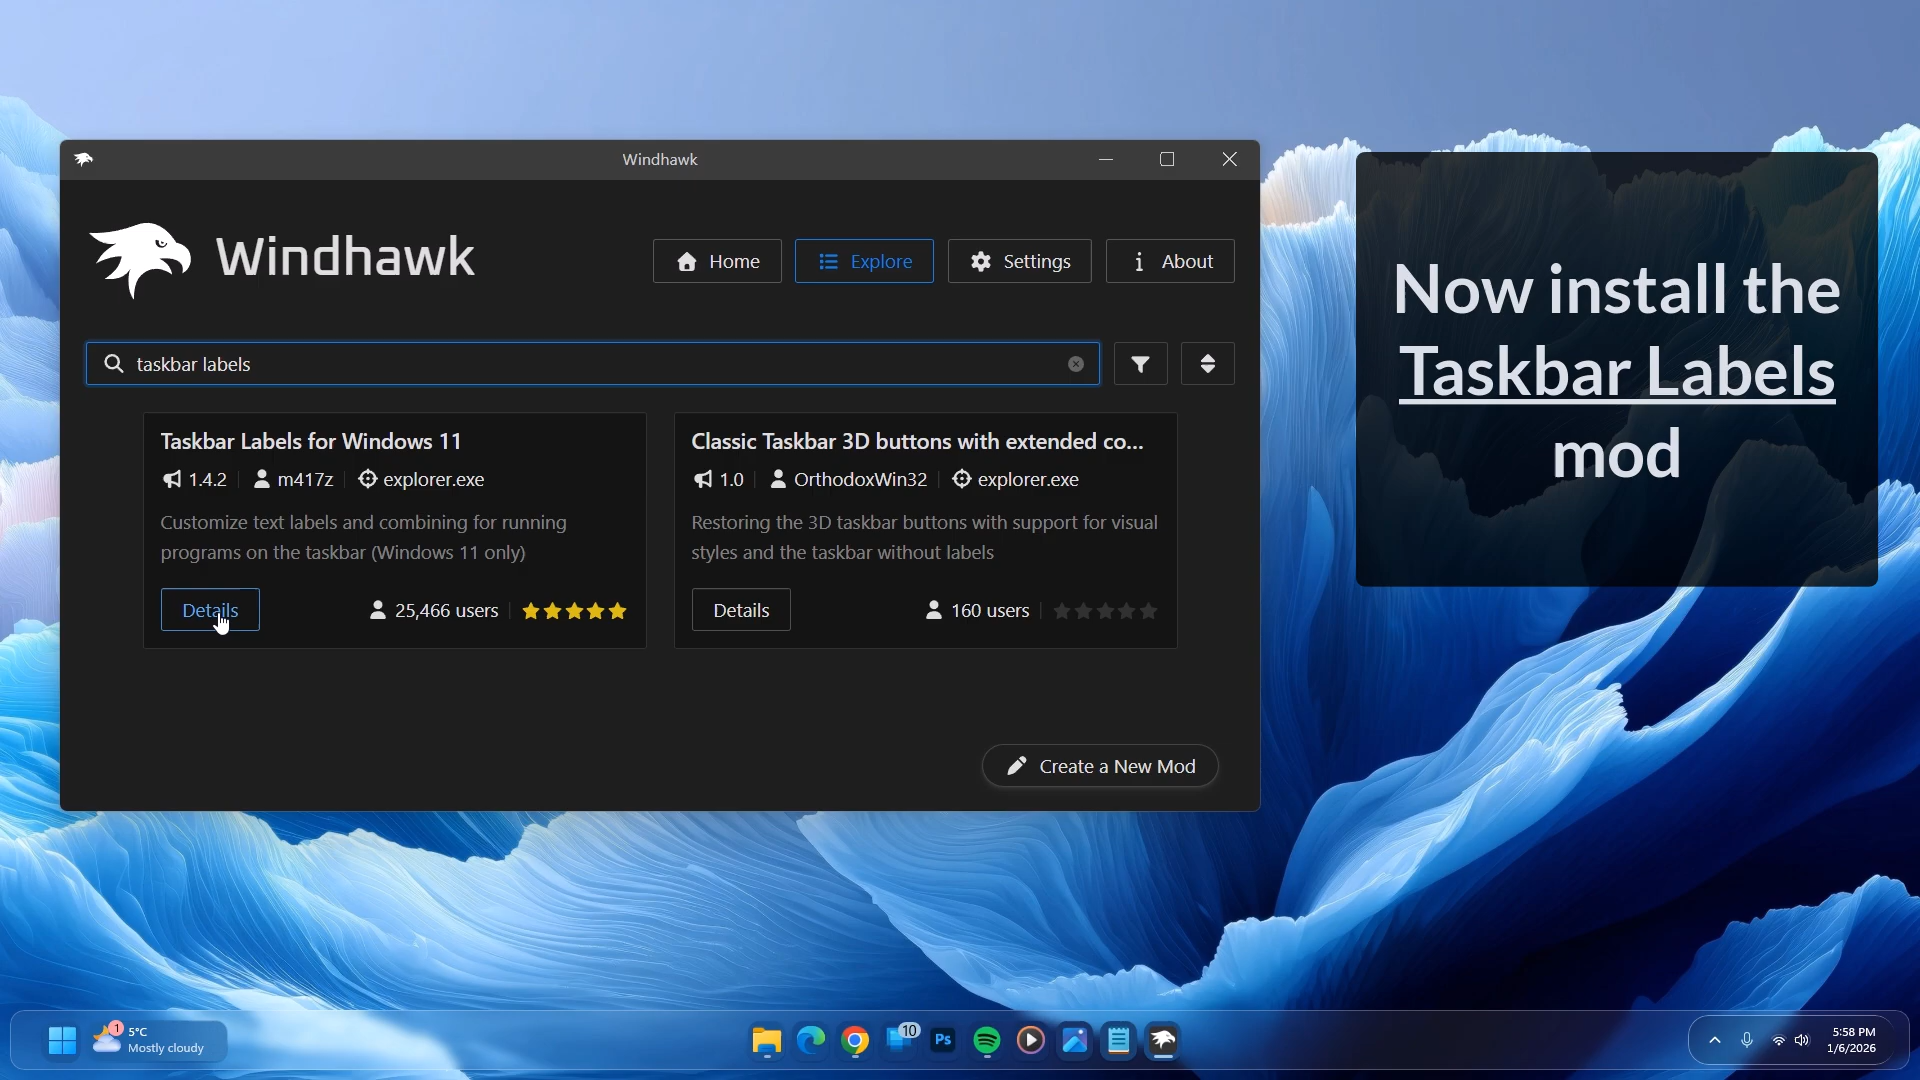 Windhawk
Windhawk
Home
Explore
Settings
About
taskbar labels
Taskbar Labels for Windows 11
1.4.2
m417z
explorer.exe
Customize text labels and combining for running
programs on the taskbar (Windows 11 only)
Details
25,466 users
Classic Taskbar 3D buttons with extended co...
1.0
OrthodoxWin32
explorer.exe
Restoring the 3D taskbar buttons with support for visual
styles and the taskbar without labels
Details
160 users
Create a New Mod
Now install the
Taskbar Labels
mod
1
5°C
Mostly cloudy
10
Ps
5:58 PM
1/6/2026